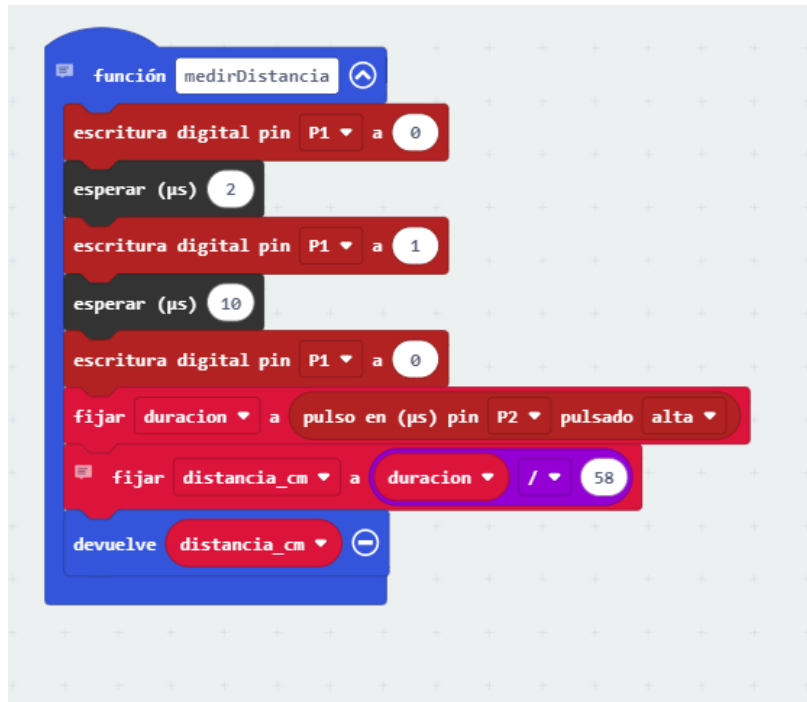 función medirDistancia
escritura digital pin P1 a 0
esperar (µs) 2
escritura digital pin P1 a 1
esperar (µs) 10
escritura digital pin P1 a 0
fijar duracion a pulso en (µs) pin P2 pulsado alta
fijar distancia_cm a duracion / 58
devuelve distancia_cm